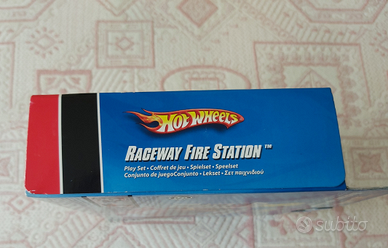 HOT WHEELS
RACEWAY FIRE STATION™
Play Set • Coffret de jeu • Spielset • Speelset
Conjunto de juegoConjunto • Lekset • Σετ παιχνιδιού
subito